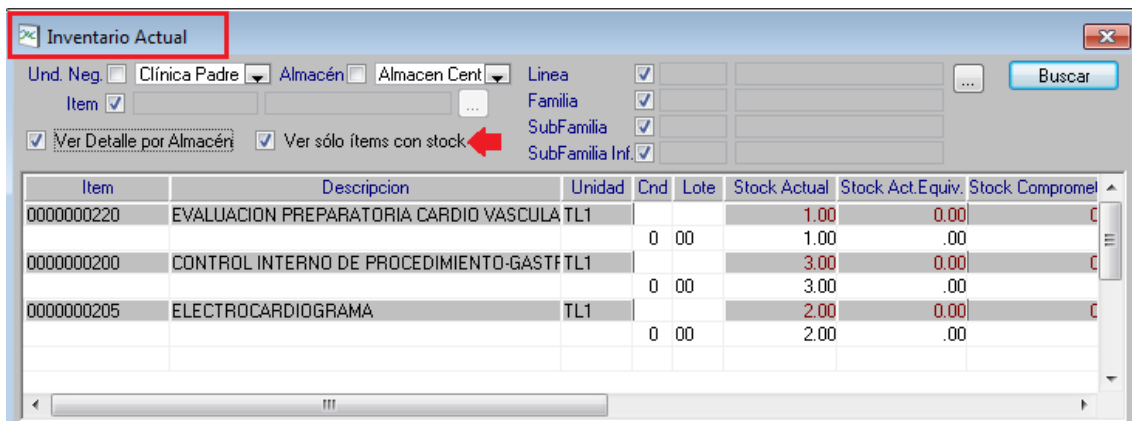 Inventario Actual
Und. Neg. Clínica Padre Almacén Almacen Cent Linea ... Buscar
Item ... Familia
Ver Detalle por Almacén Ver sólo ítems con stock SubFamilia
SubFamilia Inf.
Item Descripcion Unidad Cnd Lote Stock Actual Stock Act.Equiv. Stock Compromet
0000000220 EVALUACION PREPARATORIA CARDIO VASCULA TL1 1.00 0.00 0
0 00 1.00 .00
0000000200 CONTROL INTERNO DE PROCEDIMIENTO-GASTR TL1 3.00 0.00 0
0 00 3.00 .00
0000000205 ELECTROCARDIOGRAMA TL1 2.00 0.00 0
0 00 2.00 .00